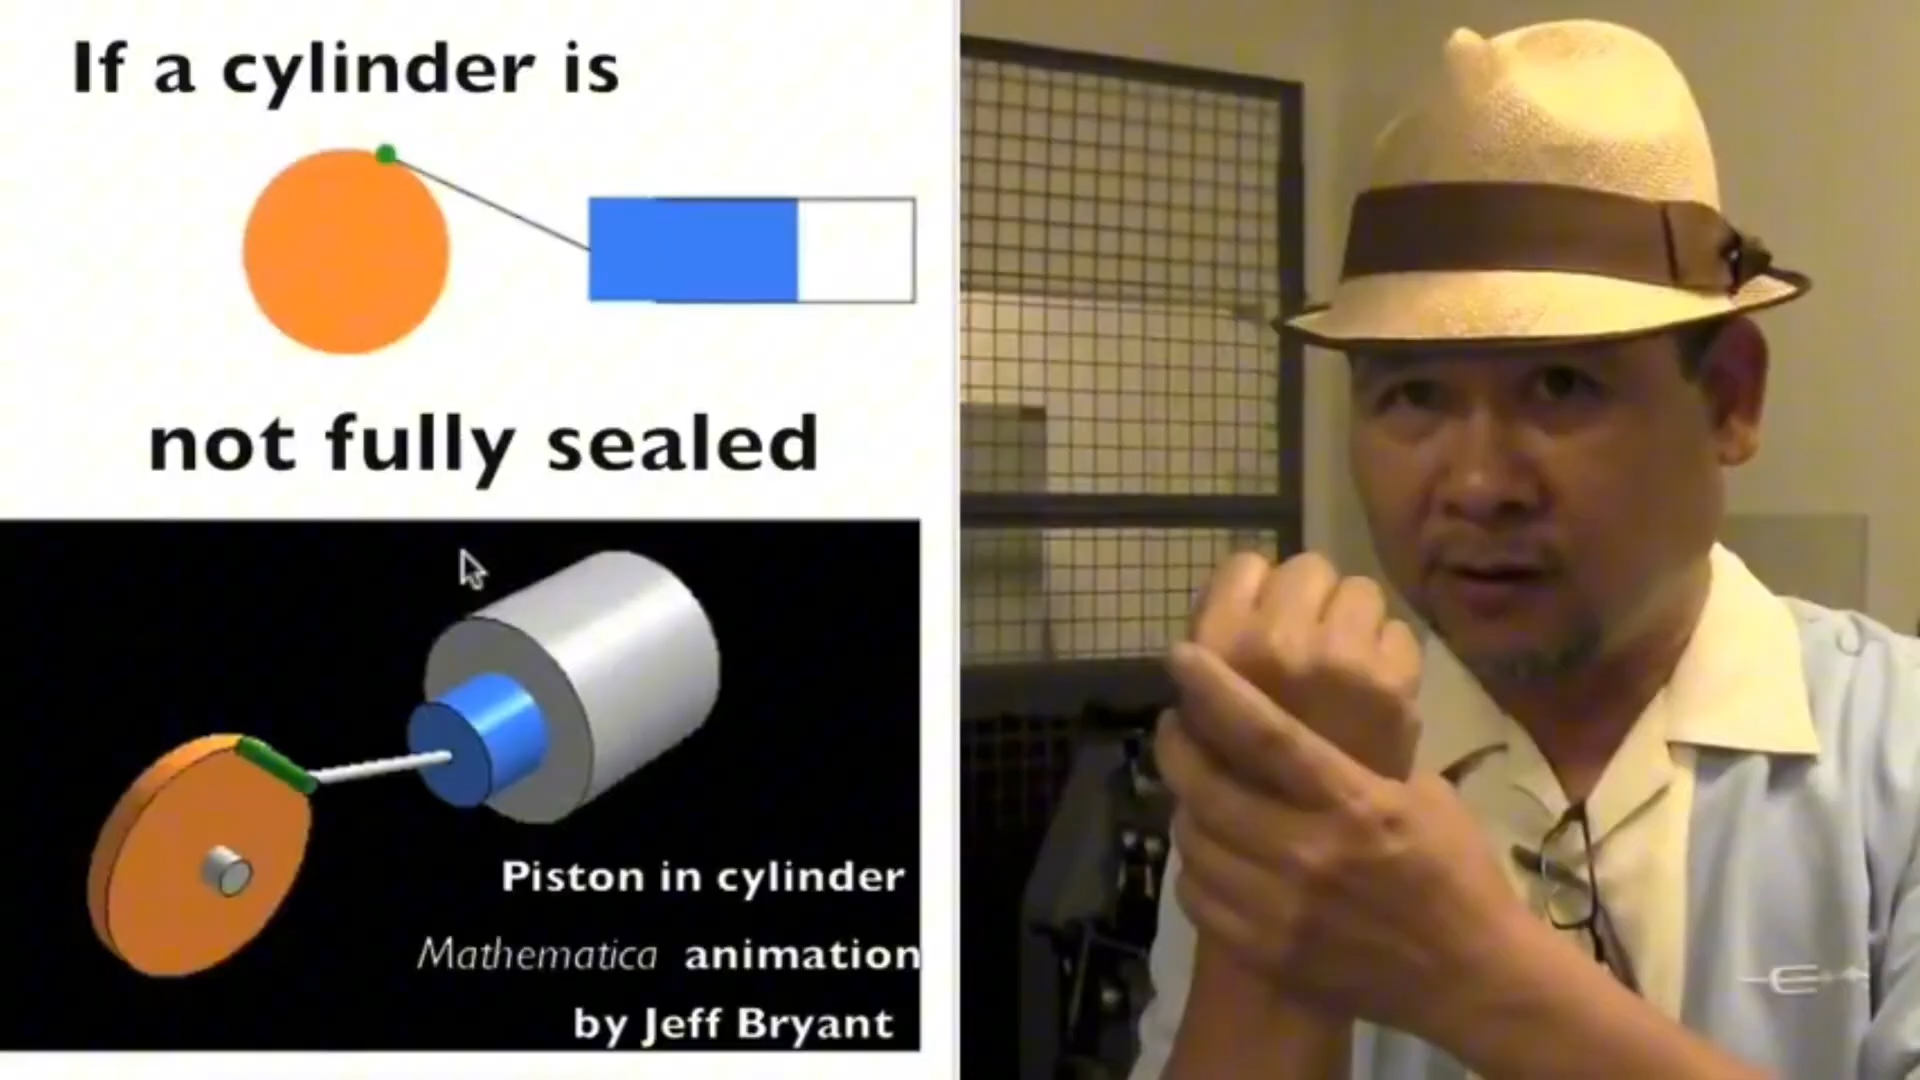 If a cylinder is
not fully sealed
Piston in cylinder
Mathematica animation
by Jeff Bryant